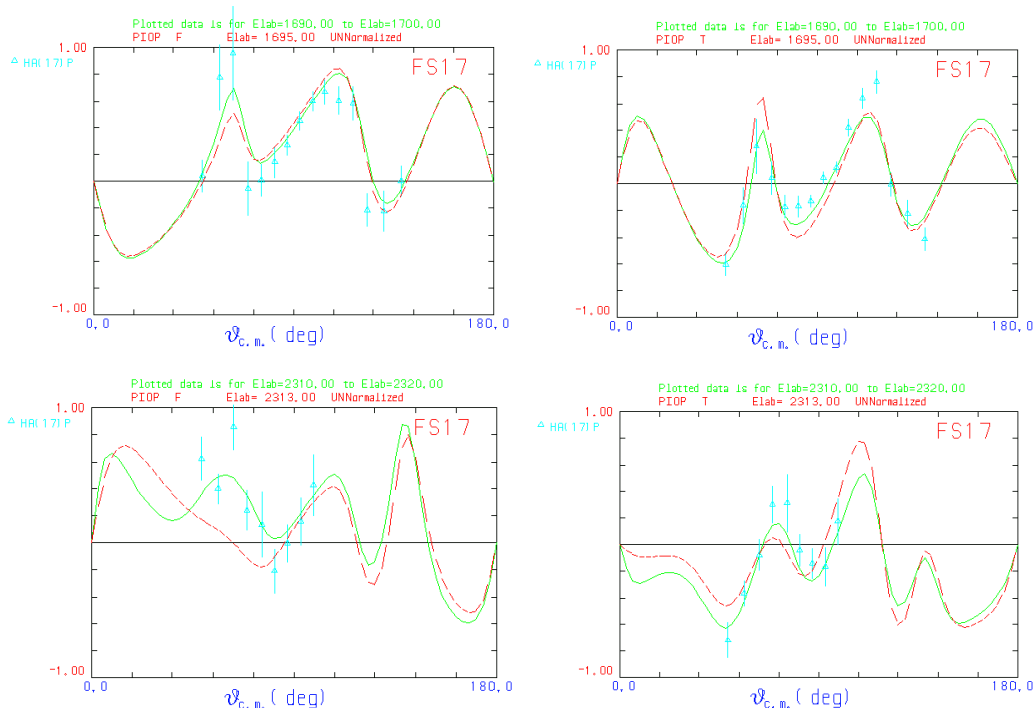 Plotted data is for Elab=1690.00 to Elab=1700.00
PIOP F Elab= 1695.00 UNNormalized
1.00
HA(17)P
FS17
-1.00
0.0
180.0
ϑc.m.(deg)
Plotted data is for Elab=1690.00 to Elab=1700.00
PIOP T Elab= 1695.00 UNNormalized
1.00
HA(17)P
FS17
-1.00
0.0
180.0
ϑc.m.(deg)
Plotted data is for Elab=2310.00 to Elab=2320.00
PIOP F Elab= 2313.00 UNNormalized
1.00
HA(17)P
FS17
-1.00
0.0
180.0
ϑc.m.(deg)
Plotted data is for Elab=2310.00 to Elab=2320.00
PIOP T Elab= 2313.00 UNNormalized
1.00
HA(17)P
FS17
-1.00
0.0
180.0
ϑc.m.(deg)